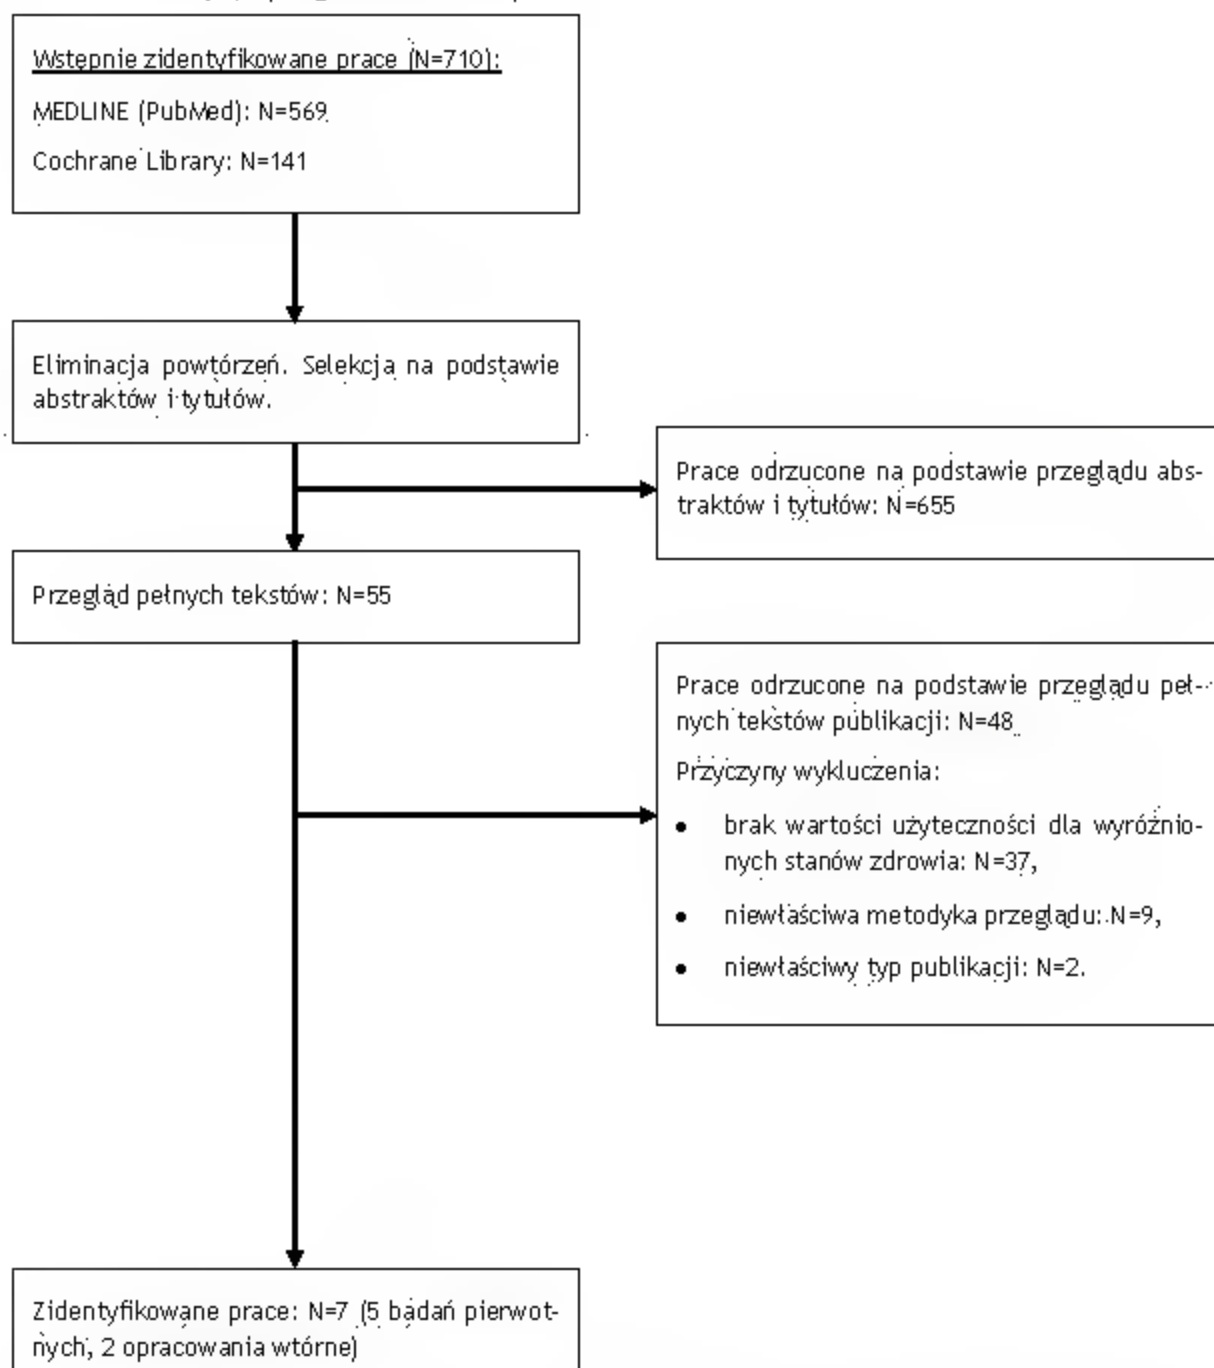 Wstępnie zidentyfikowane prace (N=710):
MEDLINE (PubMed): N=569
Cochrane Library: N=141
Eliminacja powtórzeń. Selekcja na podstawie
abstraktów i tytułów.
Prace odrzucone na podstawie przeglądu abs-
traktów i tytułów: N=655
Przegląd pełnych tekstów: N=55
Prace odrzucone na podstawie przeglądu peł-
nych tekstów publikacji: N=48
Przyczyny wykluczenia:
• brak wartości użyteczności dla wyróżnio-
nych stanów zdrowia: N=37,
• niewłaściwa metodyka przeglądu: N=9,
• niewłaściwy typ publikacji: N=2.
Zidentyfikowane prace: N=7 (5 badań pierwot-
nych, 2 opracowania wtórne)